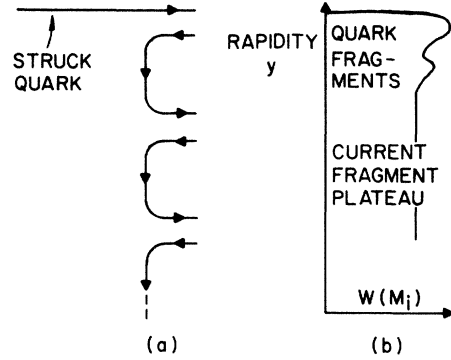 STRUCK
QUARK
(a)
RAPIDITY
y
QUARK
FRAG-
MENTS
CURRENT
FRAGMENT
PLATEAU
W(Mi)
(b)